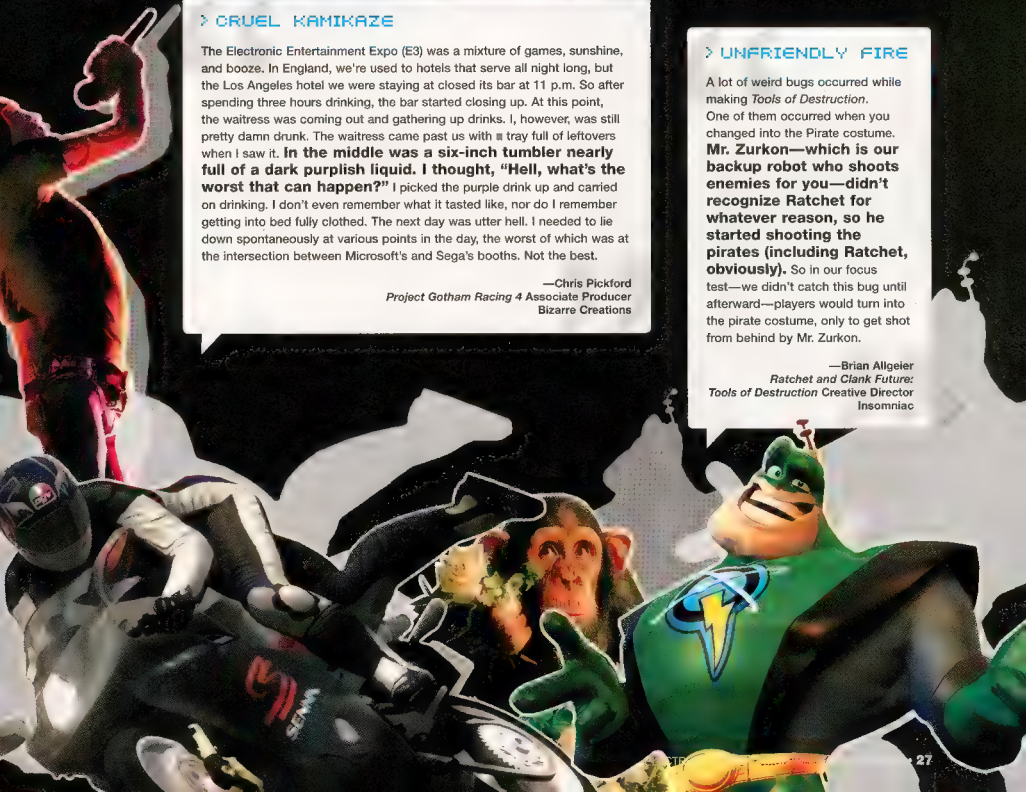 > CRUEL KAMIKAZE
The Electronic Entertainment Expo (E3) was a mixture of games, sunshine,
and booze. In England, we're used to hotels that serve all night long, but
the Los Angeles hotel we were staying at closed its bar at 11 p.m. So after
spending three hours drinking, the bar started closing up. At this point,
the waitress was coming out and gathering up drinks. I, however, was still
pretty damn drunk. The waitress came past us with tray full of leftovers
when I saw it. In the middle was a six-inch tumbler nearly
full of a dark purplish liquid. I thought, “Hell, what's the
worst that can happen?” I picked the purple drink up and carried
on drinking. I don't even remember what it tasted like, nor do I remember
getting into bed fully clothed. The next day was utter hell. I needed to lie
down spontaneously at various points in the day, the worst of which was at
the intersection between Microsoft's and Sega's booths. Not the best.
—Chris Pickford
Project Gotham Racing 4 Associate Producer
Bizarre Creations
> UNFRIENDLY FIRE
A lot of weird bugs occurred while
making Tools of Destruction.
One of them occurred when you
changed into the Pirate costume.
Mr. Zurkon—which is our
backup robot who shoots
enemies for you—didn't
recognize Ratchet for
whatever reason, so he
started shooting the
pirates (including Ratchet,
obviously). So in our focus
test—we didn't catch this bug until
afterward—players would turn into
the pirate costume, only to get shot
from behind by Mr. Zurkon.
—Brian Allgeier
Ratchet and Clank Future:
Tools of Destruction Creative Director
Insomniac
• 27